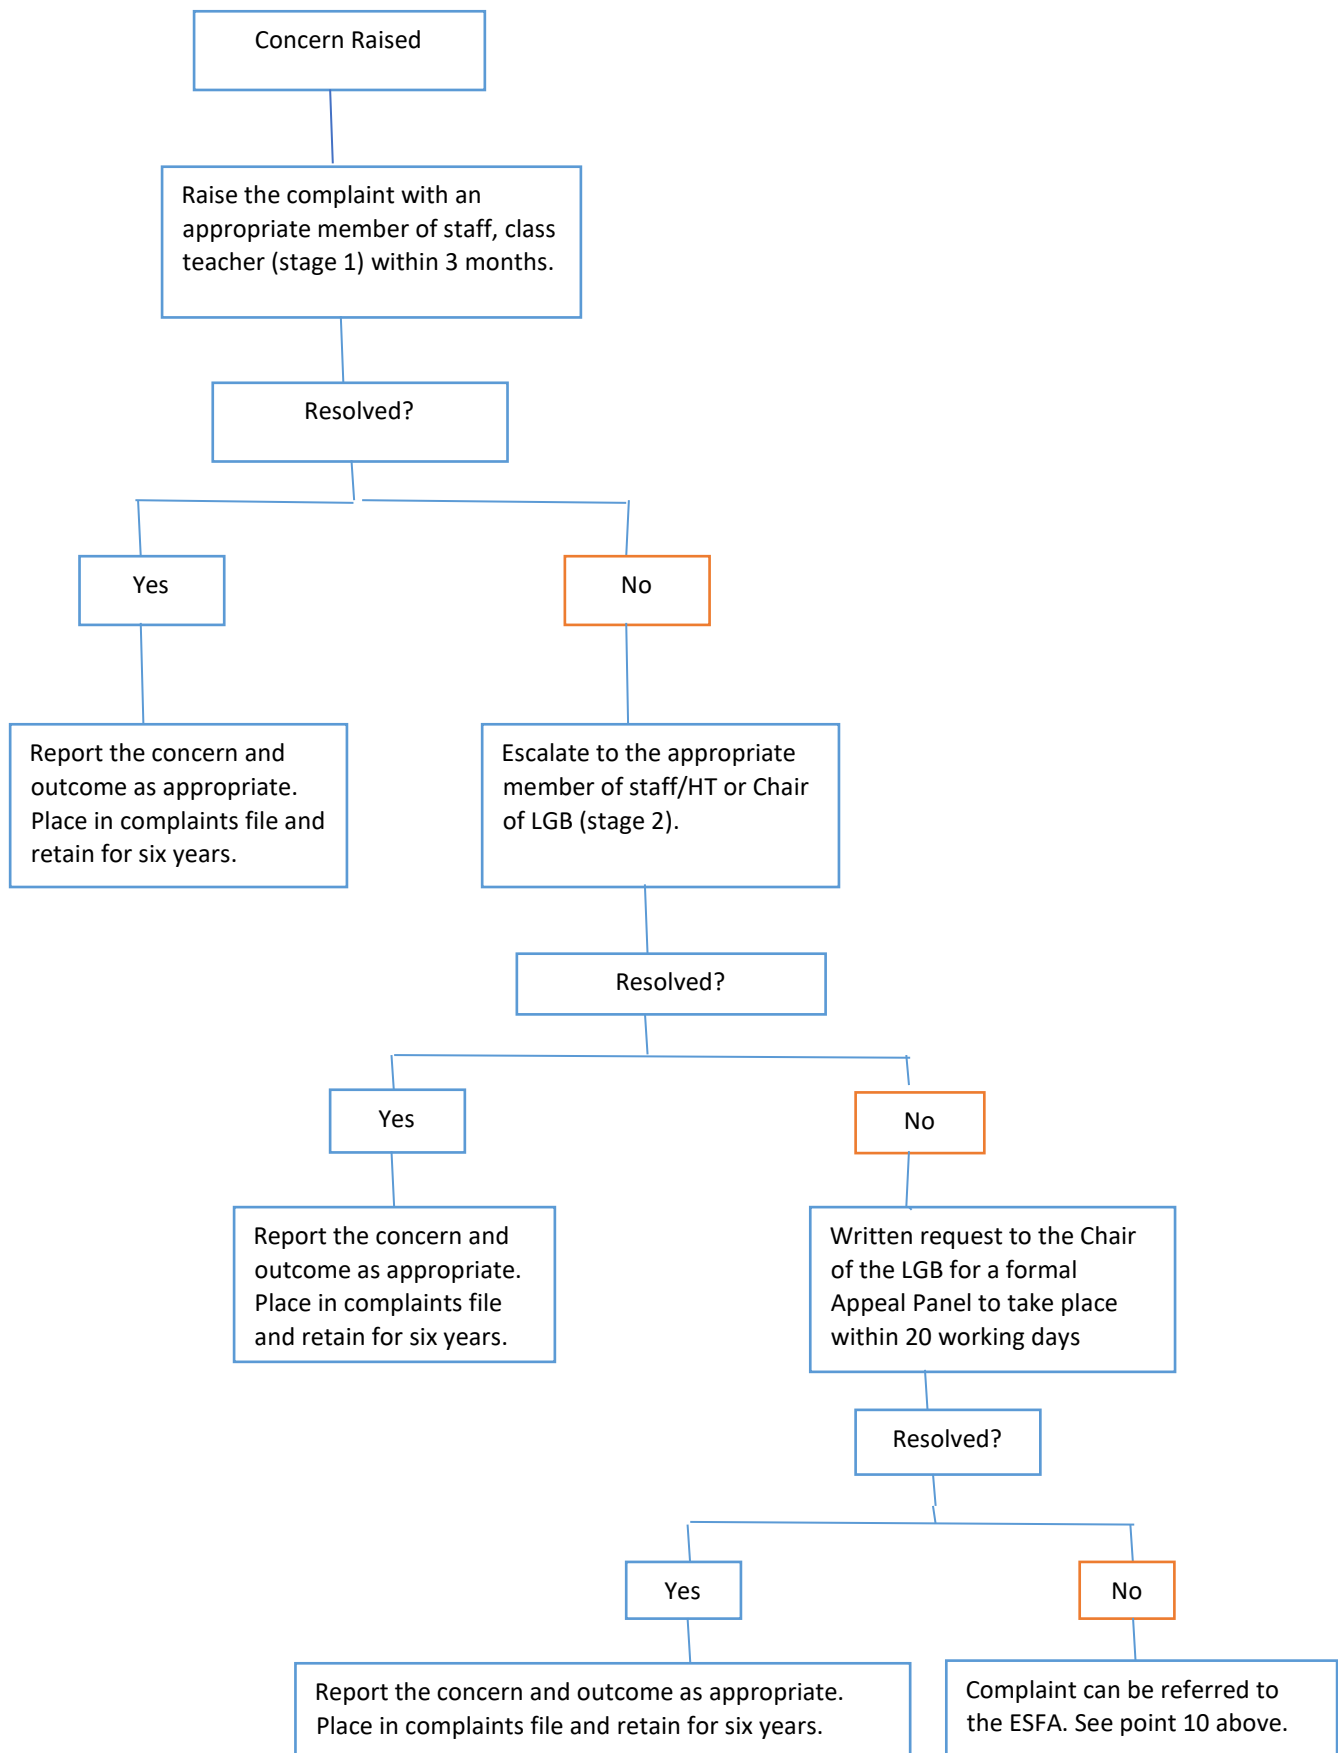 Concern Raised
Raise the complaint with an
appropriate member of staff, class
teacher (stage 1) within 3 months.
Resolved?
Yes
No
Report the concern and
outcome as appropriate.
Place in complaints file and
retain for six years.
Escalate to the appropriate
member of staff/HT or Chair
of LGB (stage 2).
Resolved?
Yes
No
Report the concern and
outcome as appropriate.
Place in complaints file
and retain for six years.
Written request to the Chair
of the LGB for a formal
Appeal Panel to take place
within 20 working days
Resolved?
Yes
No
Report the concern and outcome as appropriate.
Place in complaints file and retain for six years.
Complaint can be referred to
the ESFA. See point 10 above.